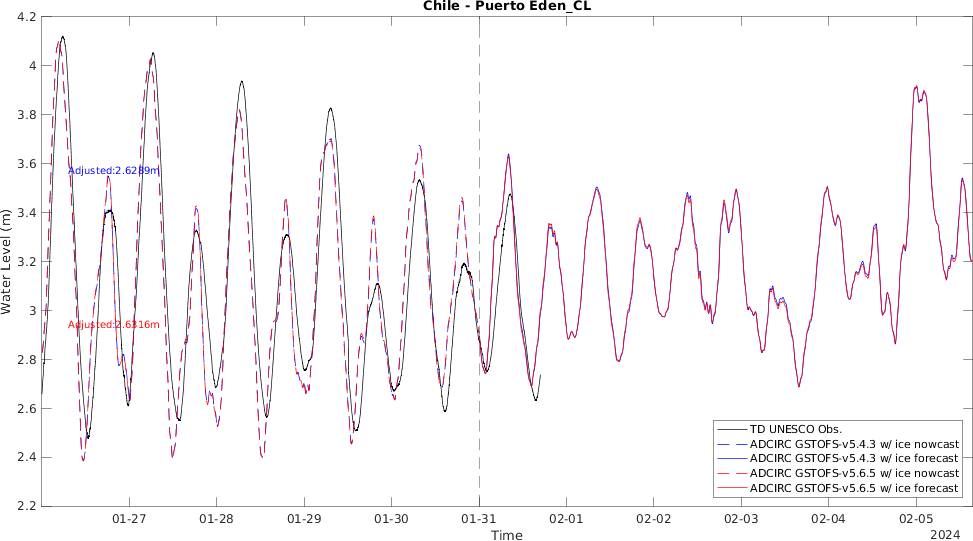 Chile - Puerto Eden_CL
4.2
4
3.8
3.6
3.4
3.2
3
2.8
2.6
2.4
2.2
Water Level (m)
Adjusted:2.6289m
Adjusted:2.6316m
TD UNESCO Obs.
ADCIRC GSTOFS-v5.4.3 w/ ice nowcast
ADCIRC GSTOFS-v5.4.3 w/ ice forecast
ADCIRC GSTOFS-v5.6.5 w/ ice nowcast
ADCIRC GSTOFS-v5.6.5 w/ ice forecast
01-27 01-28 01-29 01-30 01-31 02-01 02-02 02-03 02-04 02-05
Time
2024